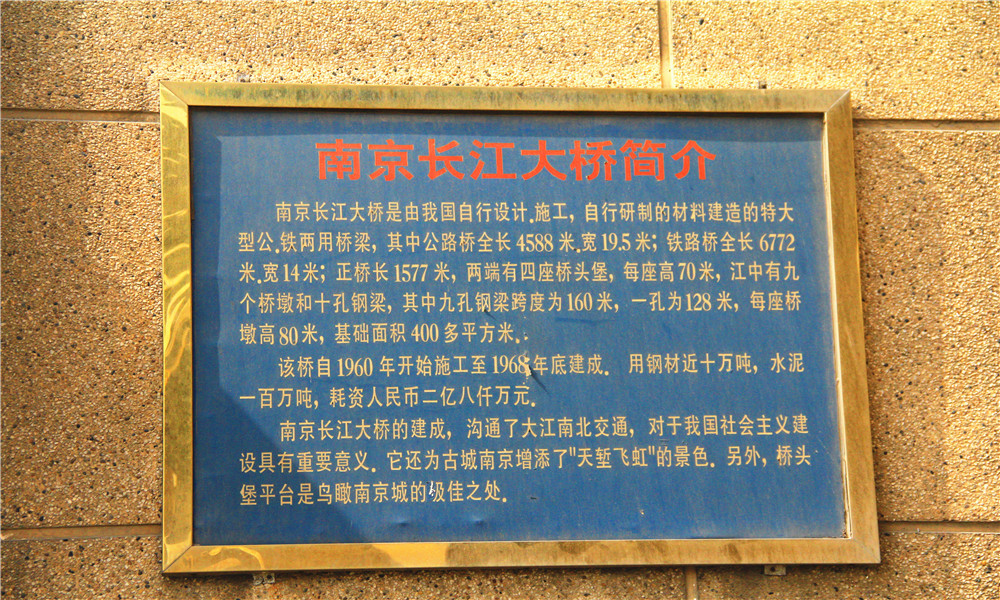 南京长江大桥简介
南京长江大桥是由我国自行设计.施工，自行研制的材料建造的特大
型公.铁两用桥梁，其中公路桥全长4588米.宽19.5米；铁路桥全长6772
米.宽14米；正桥长1577米，两端有四座桥头堡，每座高70米，江中有九
个桥墩和十孔钢梁，其中九孔钢梁跨度为160米，一孔为128米，每座桥
墩高80米，基础面积400多平方米.
该桥自1960年开始施工至1968年底建成．用钢材近十万吨，水泥
一百万吨，耗资人民币二亿八仟万元．
南京长江大桥的建成，沟通了大江南北交通，对于我国社会主义建
设具有重要意义．它还为古城南京增添了"天堑飞虹"的景色．另外，桥头
堡平台是鸟瞰南京城的极佳之处．